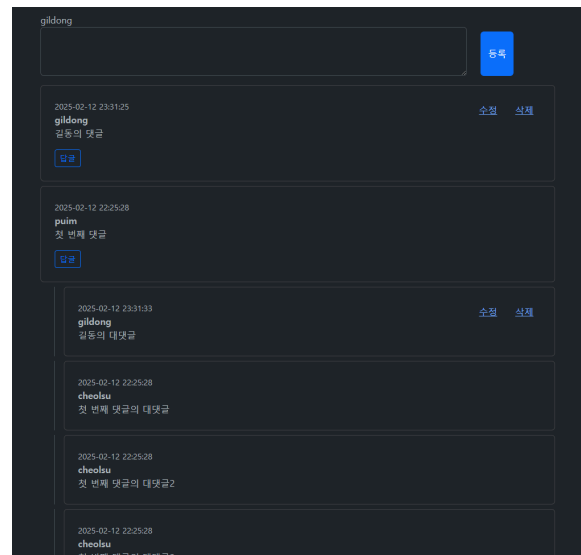 gildong
등록
2025-02-12 23:31:25
수정 삭제
gildong
길동의 댓글
답글
2025-02-12 22:25:28
puim
첫 번째 댓글
답글
2025-02-12 23:31:33
수정 삭제
gildong
길동의 대댓글
2025-02-12 22:25:28
cheolsu
첫 번째 댓글의 대댓글
2025-02-12 22:25:28
cheolsu
첫 번째 댓글의 대댓글2
2025-02-12 22:25:28
cheolsu